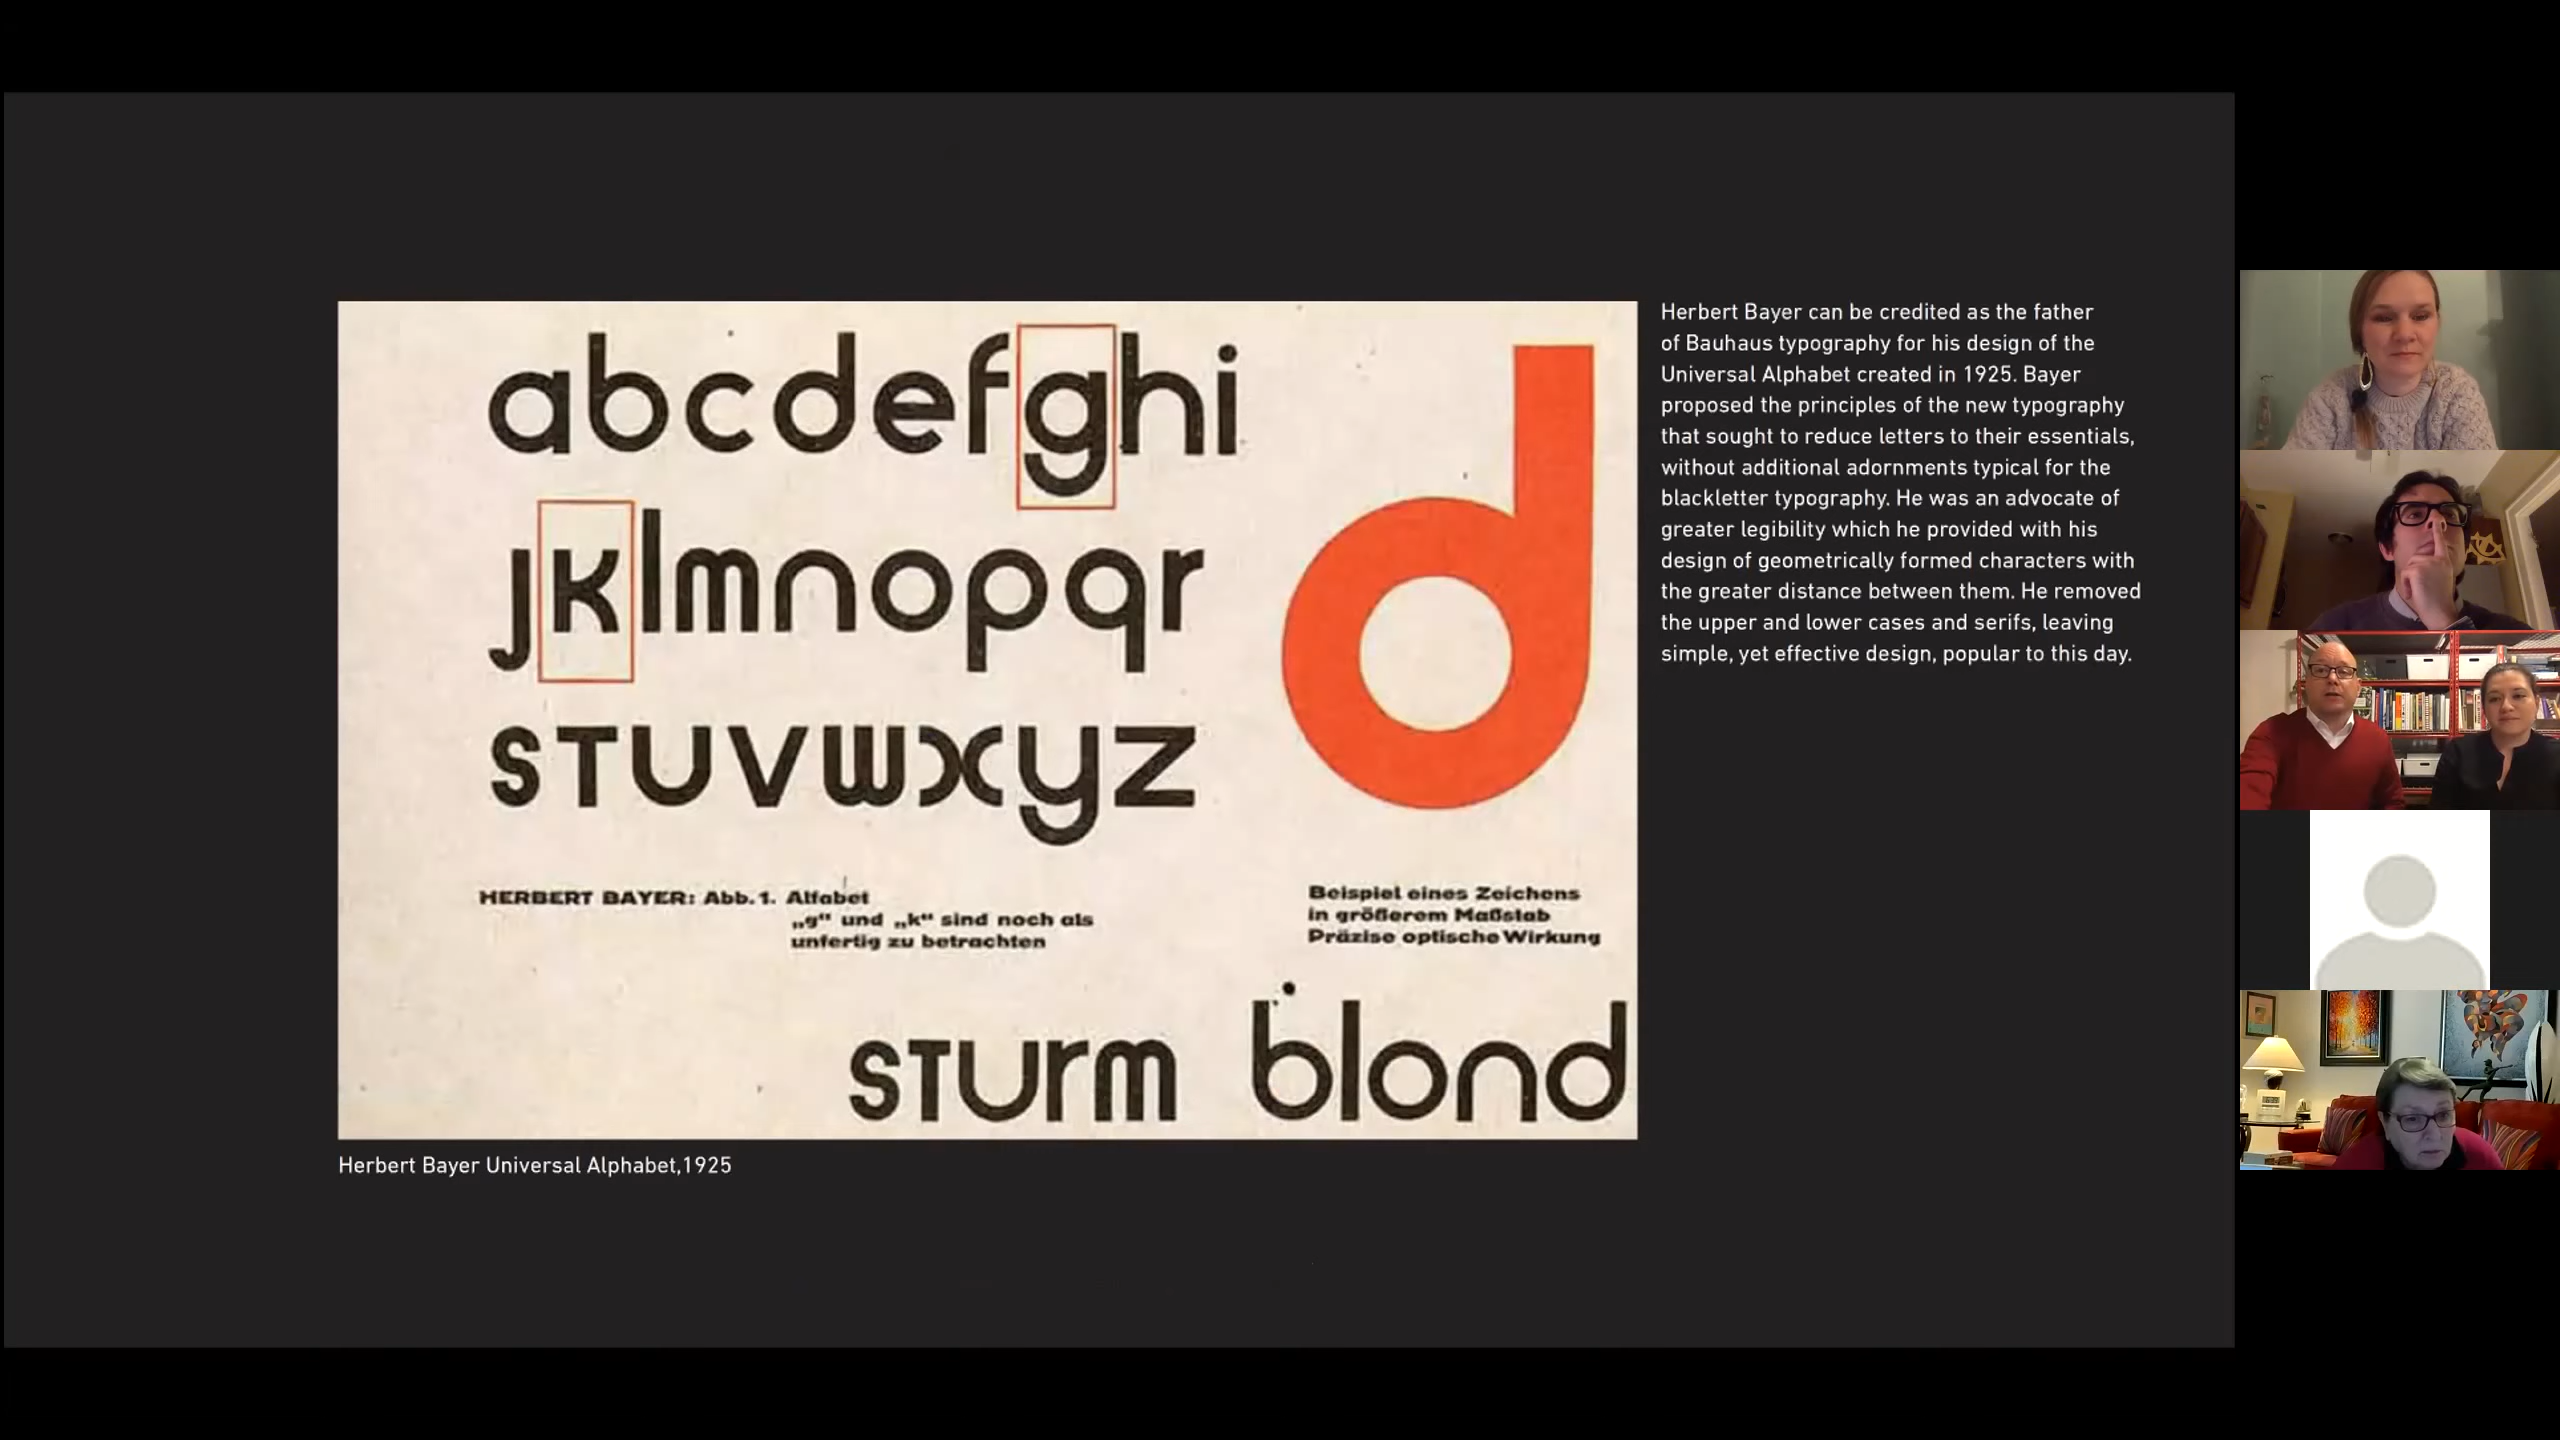 abcdefghi
jklmnopqr
sTUVWXyz
d
HERBERT BAYER: Abb. 1. Alfabet
„g“ und „k“ sind noch als
unfertig zu betrachten
Beispiel eines Zeichens
in größerem Maßstab
Präzise optische Wirkung
sTurm blond
Herbert Bayer Universal Alphabet,1925
Herbert Bayer can be credited as the father
of Bauhaus typography for his design of the
Universal Alphabet created in 1925. Bayer
proposed the principles of the new typography
that sought to reduce letters to their essentials,
without additional adornments typical for the
blackletter typography. He was an advocate of
greater legibility which he provided with his
design of geometrically formed characters with
the greater distance between them. He removed
the upper and lower cases and serifs, leaving
simple, yet effective design, popular to this day.